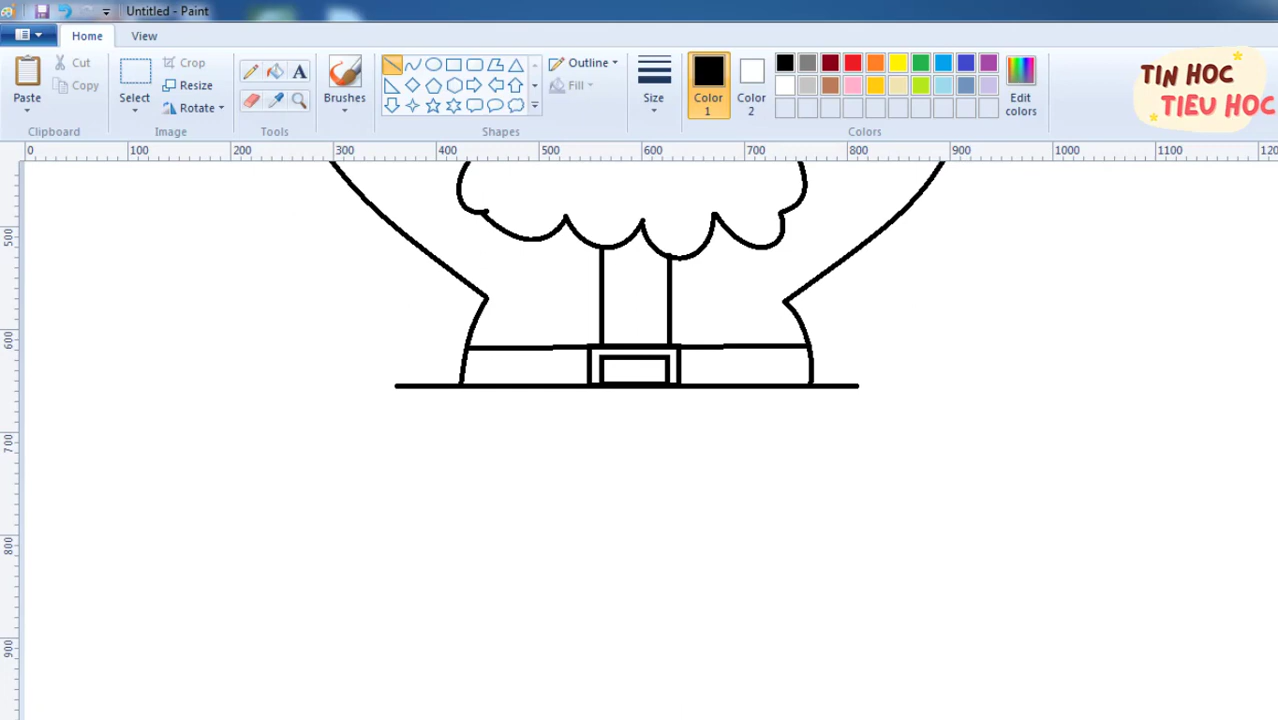 Untitled - Paint
Home View
Paste
Cut
Copy
Clipboard
Select
Crop
Resize
Rotate
Image
A
Tools
Brushes
Outline
Fill
Shapes
Size
Color 1
Color 2
Edit colors
Colors
TIN HOC
TIEU HOC
0 100 200 300 400 500 600 700 800 900 1000 1100 120
500
600
700
800
900